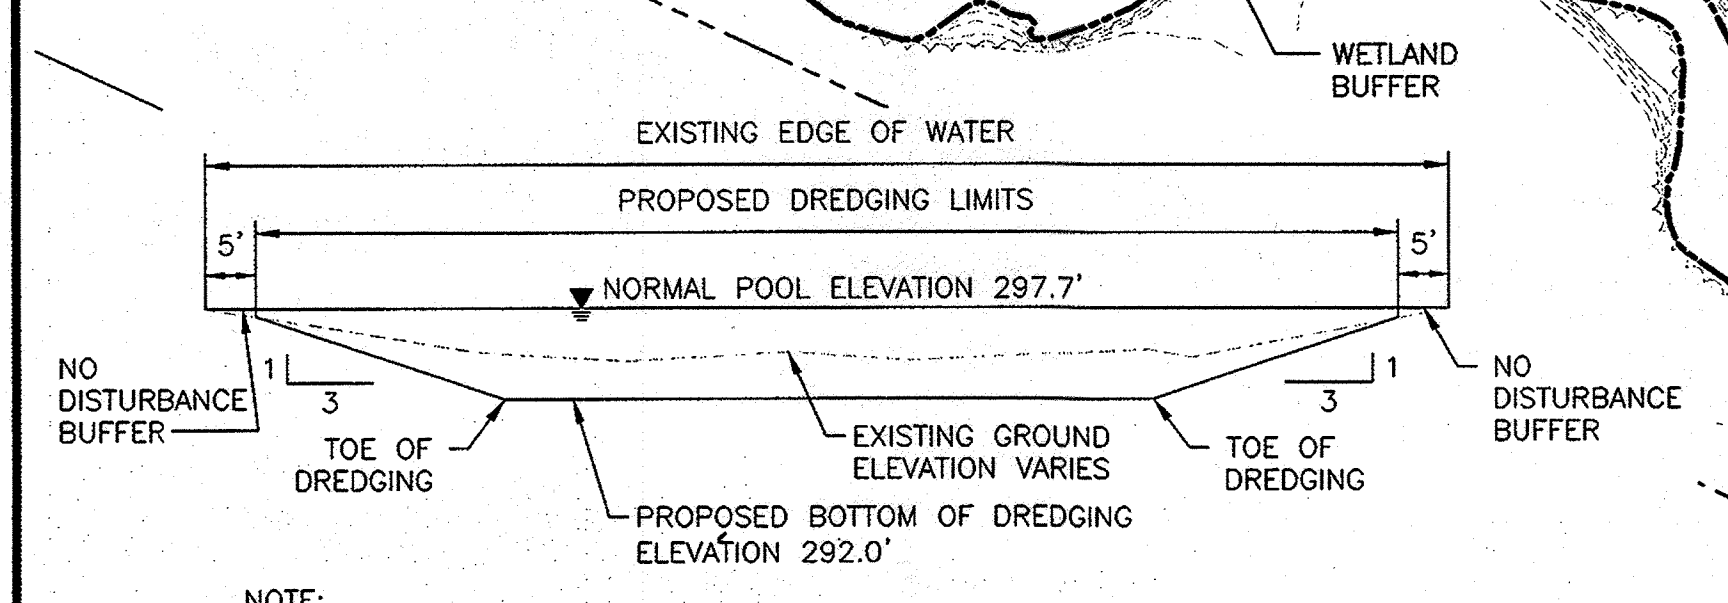 WETLAND
BUFFER
EXISTING EDGE OF WATER
PROPOSED DREDGING LIMITS
5'
5'
NORMAL POOL ELEVATION 297.7'
NO
DISTURBANCE
BUFFER
1
3
1
3
NO
DISTURBANCE
BUFFER
TOE OF
DREDGING
EXISTING GROUND
ELEVATION VARIES
TOE OF
DREDGING
PROPOSED BOTTOM OF DREDGING
ELEVATION 292.0'
NOTE: